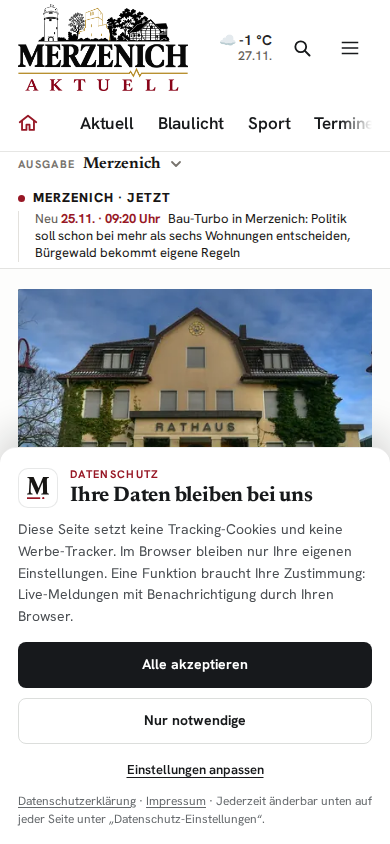 MERZENICH
AKTUELL
-1 °C
27.11.
Aktuell Blaulicht Sport Termine
AUSGABE Merzenich
MERZENICH · JETZT
Neu 25.11. · 09:20 Uhr Bau-Turbo in Merzenich: Politik
soll schon bei mehr als sechs Wohnungen entscheiden,
Bürgewald bekommt eigene Regeln
RATHAUS
M
DATENSCHUTZ
Ihre Daten bleiben bei uns
Diese Seite setzt keine Tracking-Cookies und keine
Werbe-Tracker. Im Browser bleiben nur Ihre eigenen
Einstellungen. Eine Funktion braucht Ihre Zustimmung:
Live-Meldungen mit Benachrichtigung durch Ihren
Browser.
Alle akzeptieren
Nur notwendige
Einstellungen anpassen
Datenschutzerklärung · Impressum · Jederzeit änderbar unten auf
jeder Seite unter „Datenschutz-Einstellungen“.